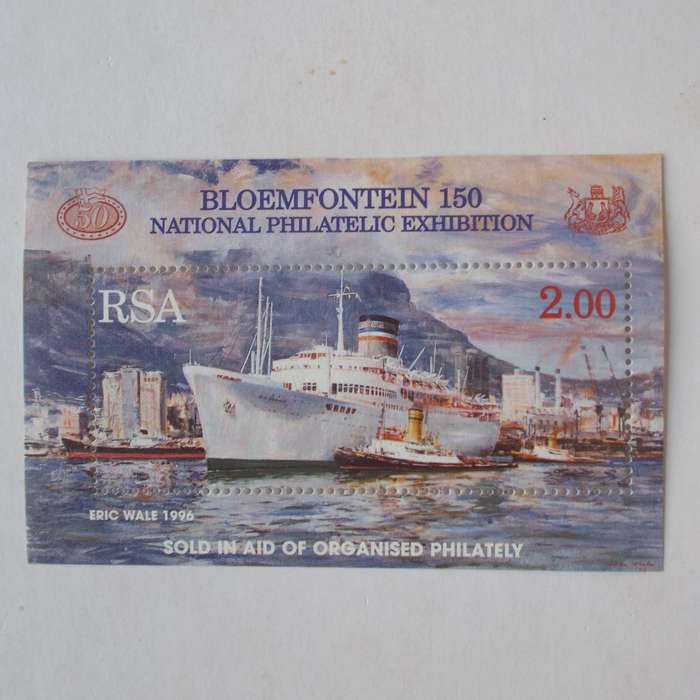 BLOEMFONTEIN 150
NATIONAL PHILATELIC EXHIBITION
50
RSA
2.00
ERIC WALE 1996
SOLD IN AID OF ORGANISED PHILATELY